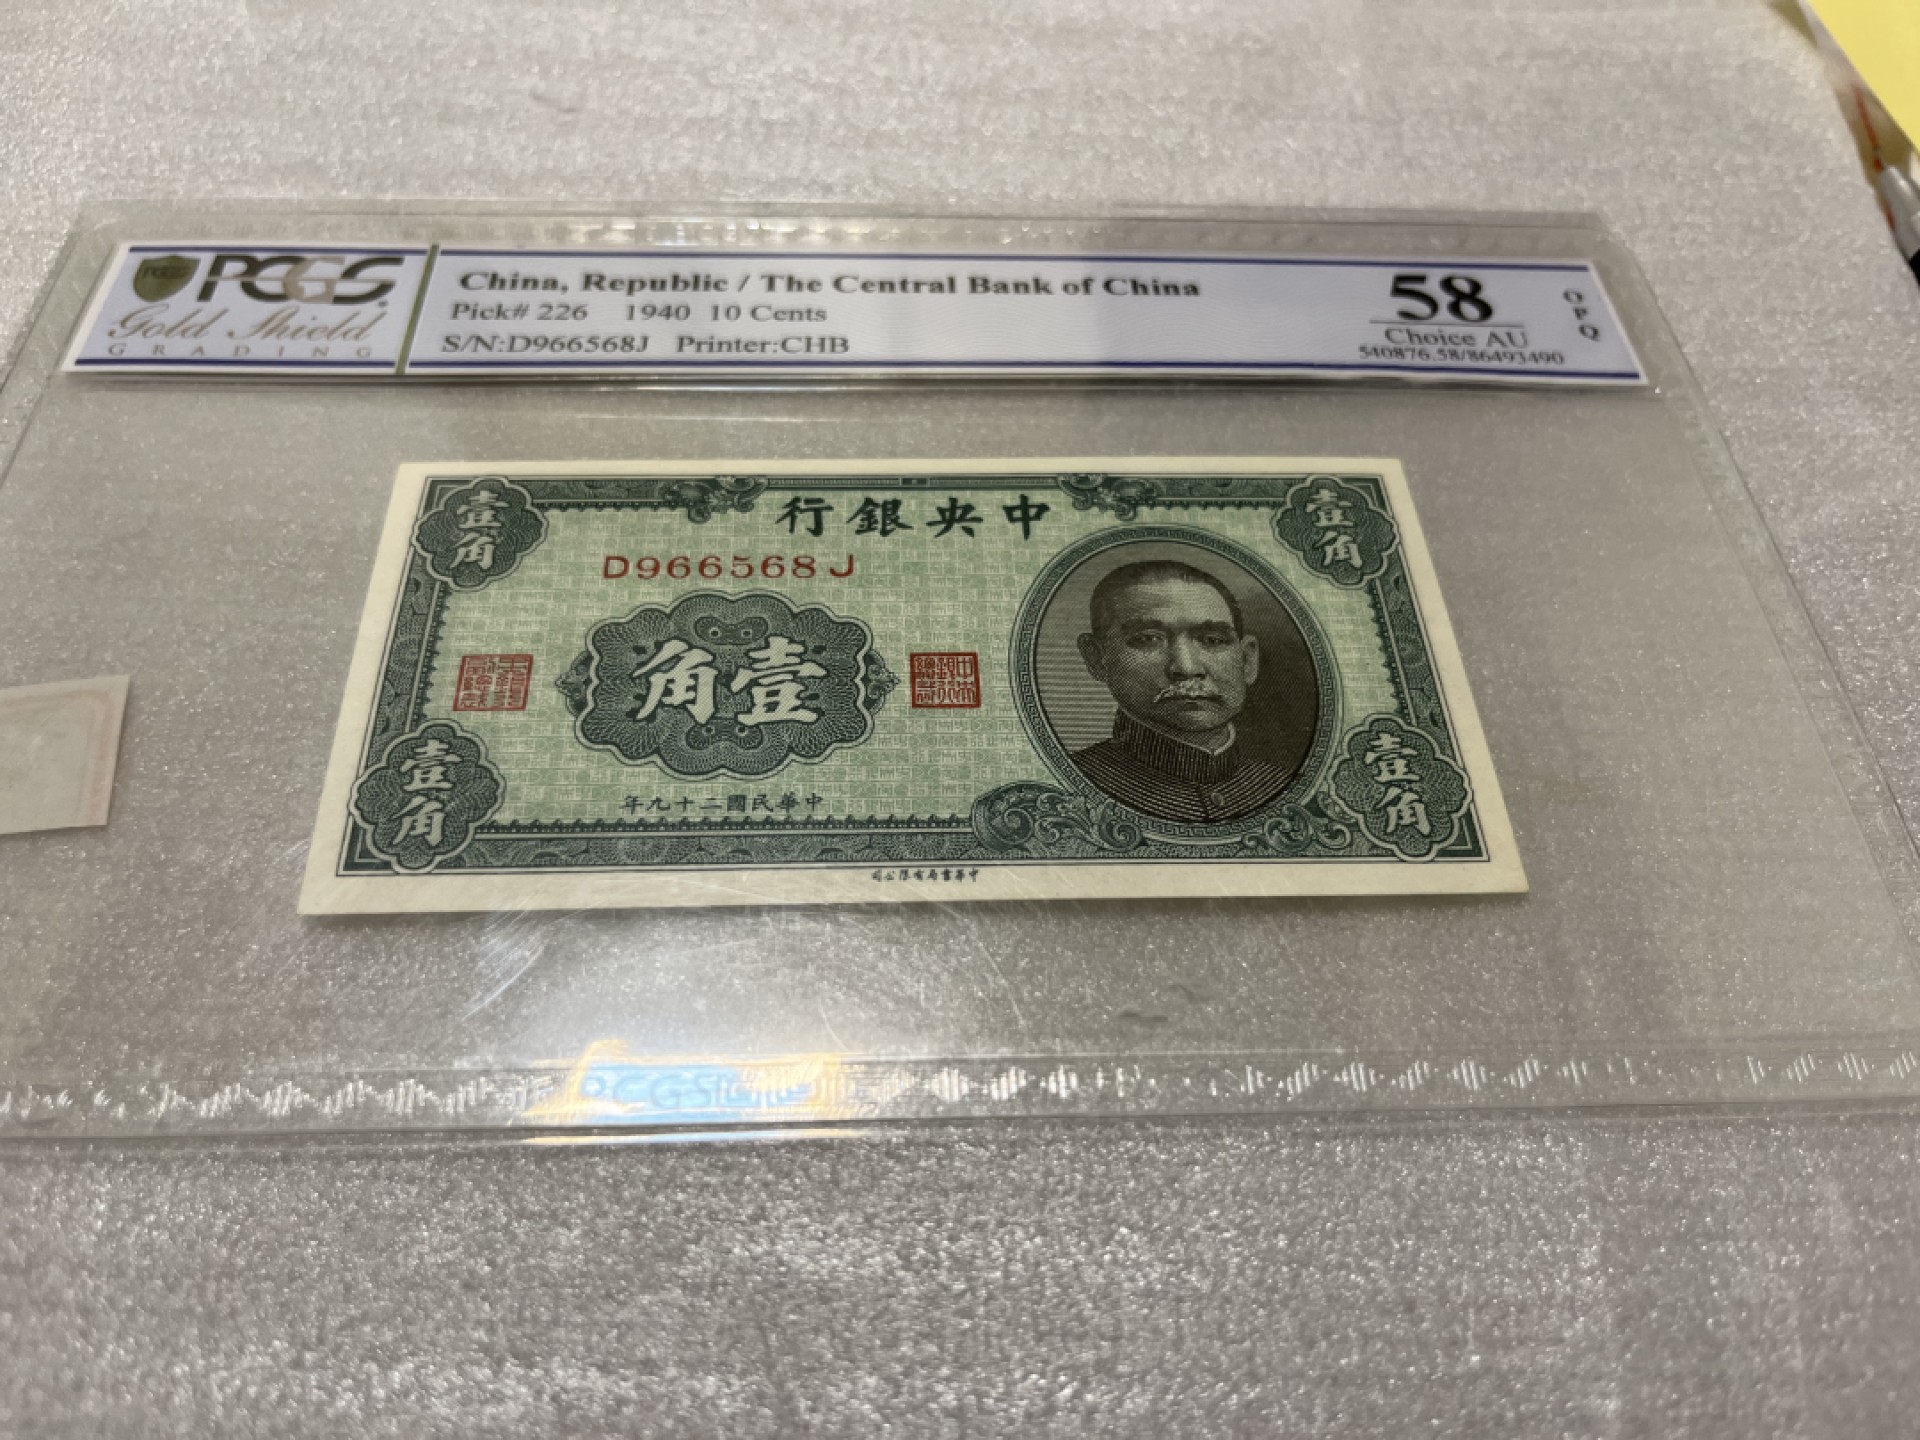 PCGS
Gold Shield
GRADING
China, Republic / The Central Bank of China
Pick# 226 1940 10 Cents
S/N:D966568J Printer:CHB
58
Choice AU
540876.58/86493490
OPQ
壹角
行銀央中
壹角
D966568J
角壹
年九十二國民華中
壹角
壹角
司公限有局書華中
PCGS